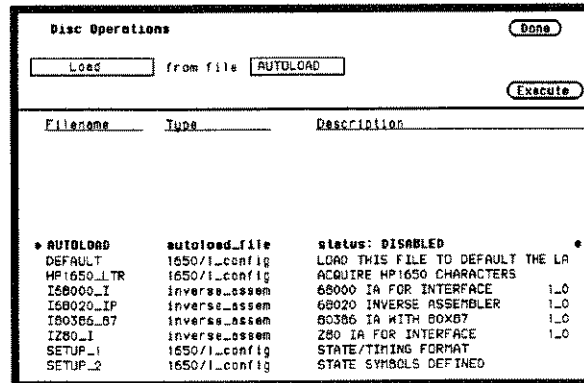 Disc Operations Done
Load from file AUTOLOAD
Execute
Filename Type Description
AUTOLOAD autoload_file status: DISABLED
DEFAULT 1650/1_config LOAD THIS FILE TO DEFAULT THE LA
HP1650_LTR 1650/1_config ACQUIRE HP1650 CHARACTERS
I68000_I inverse_assem 68000 IA FOR INTERFACE 1_0
I68020_IP inverse_assem 68020 INVERSE ASSEMBLER 1_0
I80386_87 inverse_assem 80386 IA WITH 80X87 1_0
IZ80_I inverse_assem Z80 IA FOR INTERFACE 1_0
SETUP_1 1650/1_config STATE/TIMING FORMAT
SETUP_2 1650/1_config STATE SYMBOLS DEFINED